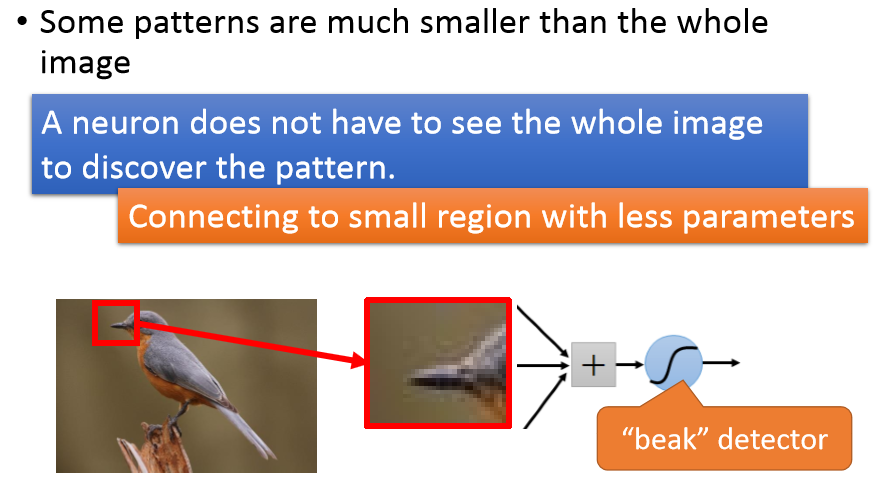 • Some patterns are much smaller than the whole
image
A neuron does not have to see the whole image
to discover the pattern.
Connecting to small region with less parameters
+
“beak” detector